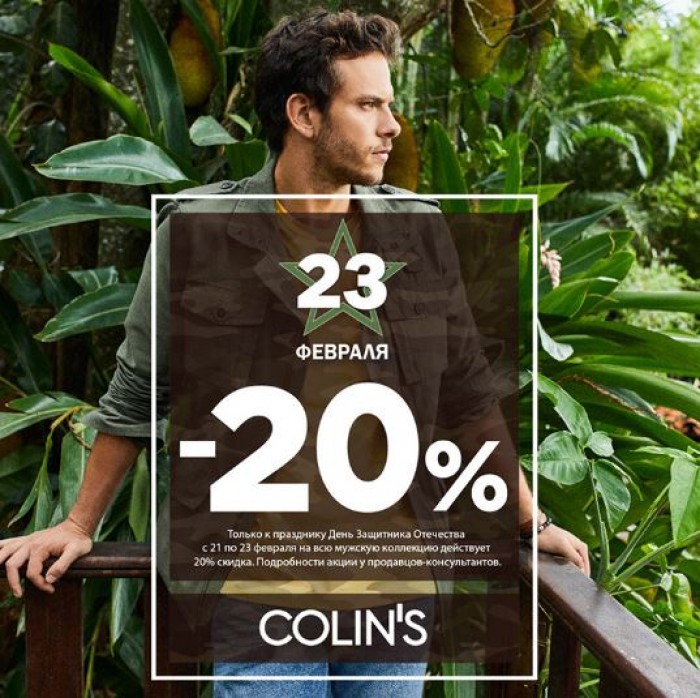 23
ФЕВРАЛЯ
-20%
Только к празднику День Защитника Отечества
с 21 по 23 февраля на всю мужскую коллекцию действует
20% скидка. Подробности акции у продавцов-консультантов.
COLIN'S